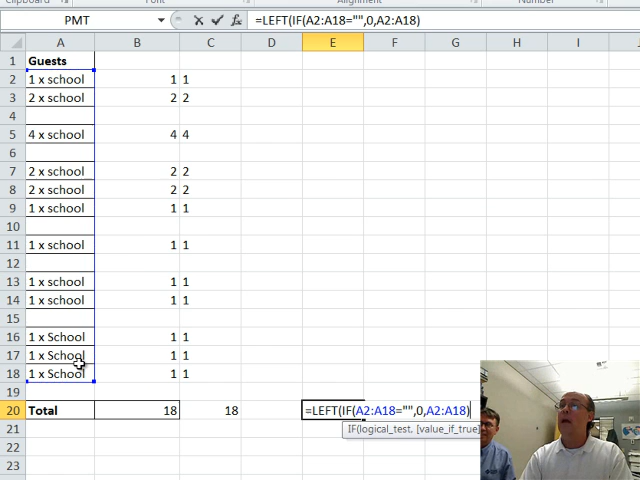 Clipboard Font Alignment Number
PMT =LEFT(IF(A2:A18="",0,A2:A18)
A B C D E F G H I
1 Guests
2 1 x school 1 1
3 2 x school 2 2
4
5 4 x school 4 4
6
7 2 x school 2 2
8 2 x school 2 2
9 1 x school 1 1
10
11 1 x school 1 1
12
13 1 x school 1 1
14 1 x school 1 1
15
16 1 x School 1 1
17 1 x School 1 1
18 1 x School 1 1
19
20 Total 18 18 =LEFT(IF(A2:A18="",0,A2:A18)
21 IF(logical_test, [value_if_true]
22
23